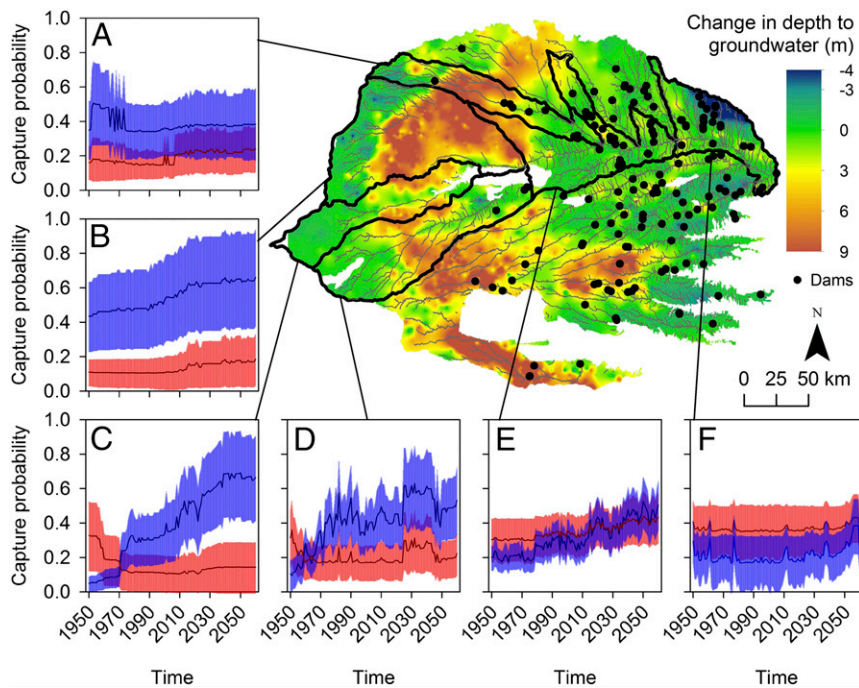 A
B
C
D
E
F
Capture probability
1.0
0.8
0.6
0.4
0.2
0.0
Capture probability
1.0
0.8
0.6
0.4
0.2
0.0
Capture probability
1.0
0.8
0.6
0.4
0.2
0.0
Change in depth to
groundwater (m)
-4
-3
0
3
6
9
Dams
N
0 25 50 km
1950 1970 1990 2010 2030 2050
1950 1970 1990 2010 2030 2050
1950 1970 1990 2010 2030 2050
1950 1970 1990 2010 2030 2050
Time Time Time Time